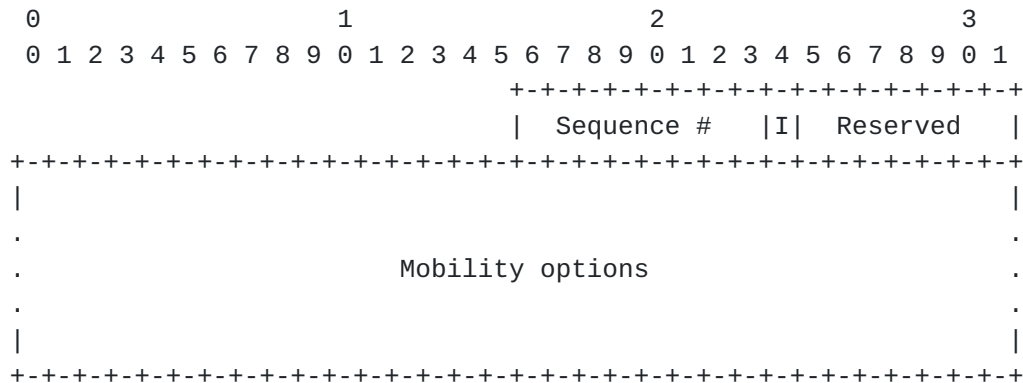 0                   1                   2                   3
 0 1 2 3 4 5 6 7 8 9 0 1 2 3 4 5 6 7 8 9 0 1 2 3 4 5 6 7 8 9 0 1
                                +-+-+-+-+-+-+-+-+-+-+-+-+-+-+-+-+
                                |  Sequence #   |I|  Reserved   |
+-+-+-+-+-+-+-+-+-+-+-+-+-+-+-+-+-+-+-+-+-+-+-+-+-+-+-+-+-+-+-+-+
|                                                               |
.                                                               .
.                        Mobility options                       .
.                                                               .
|                                                               |
+-+-+-+-+-+-+-+-+-+-+-+-+-+-+-+-+-+-+-+-+-+-+-+-+-+-+-+-+-+-+-+-+